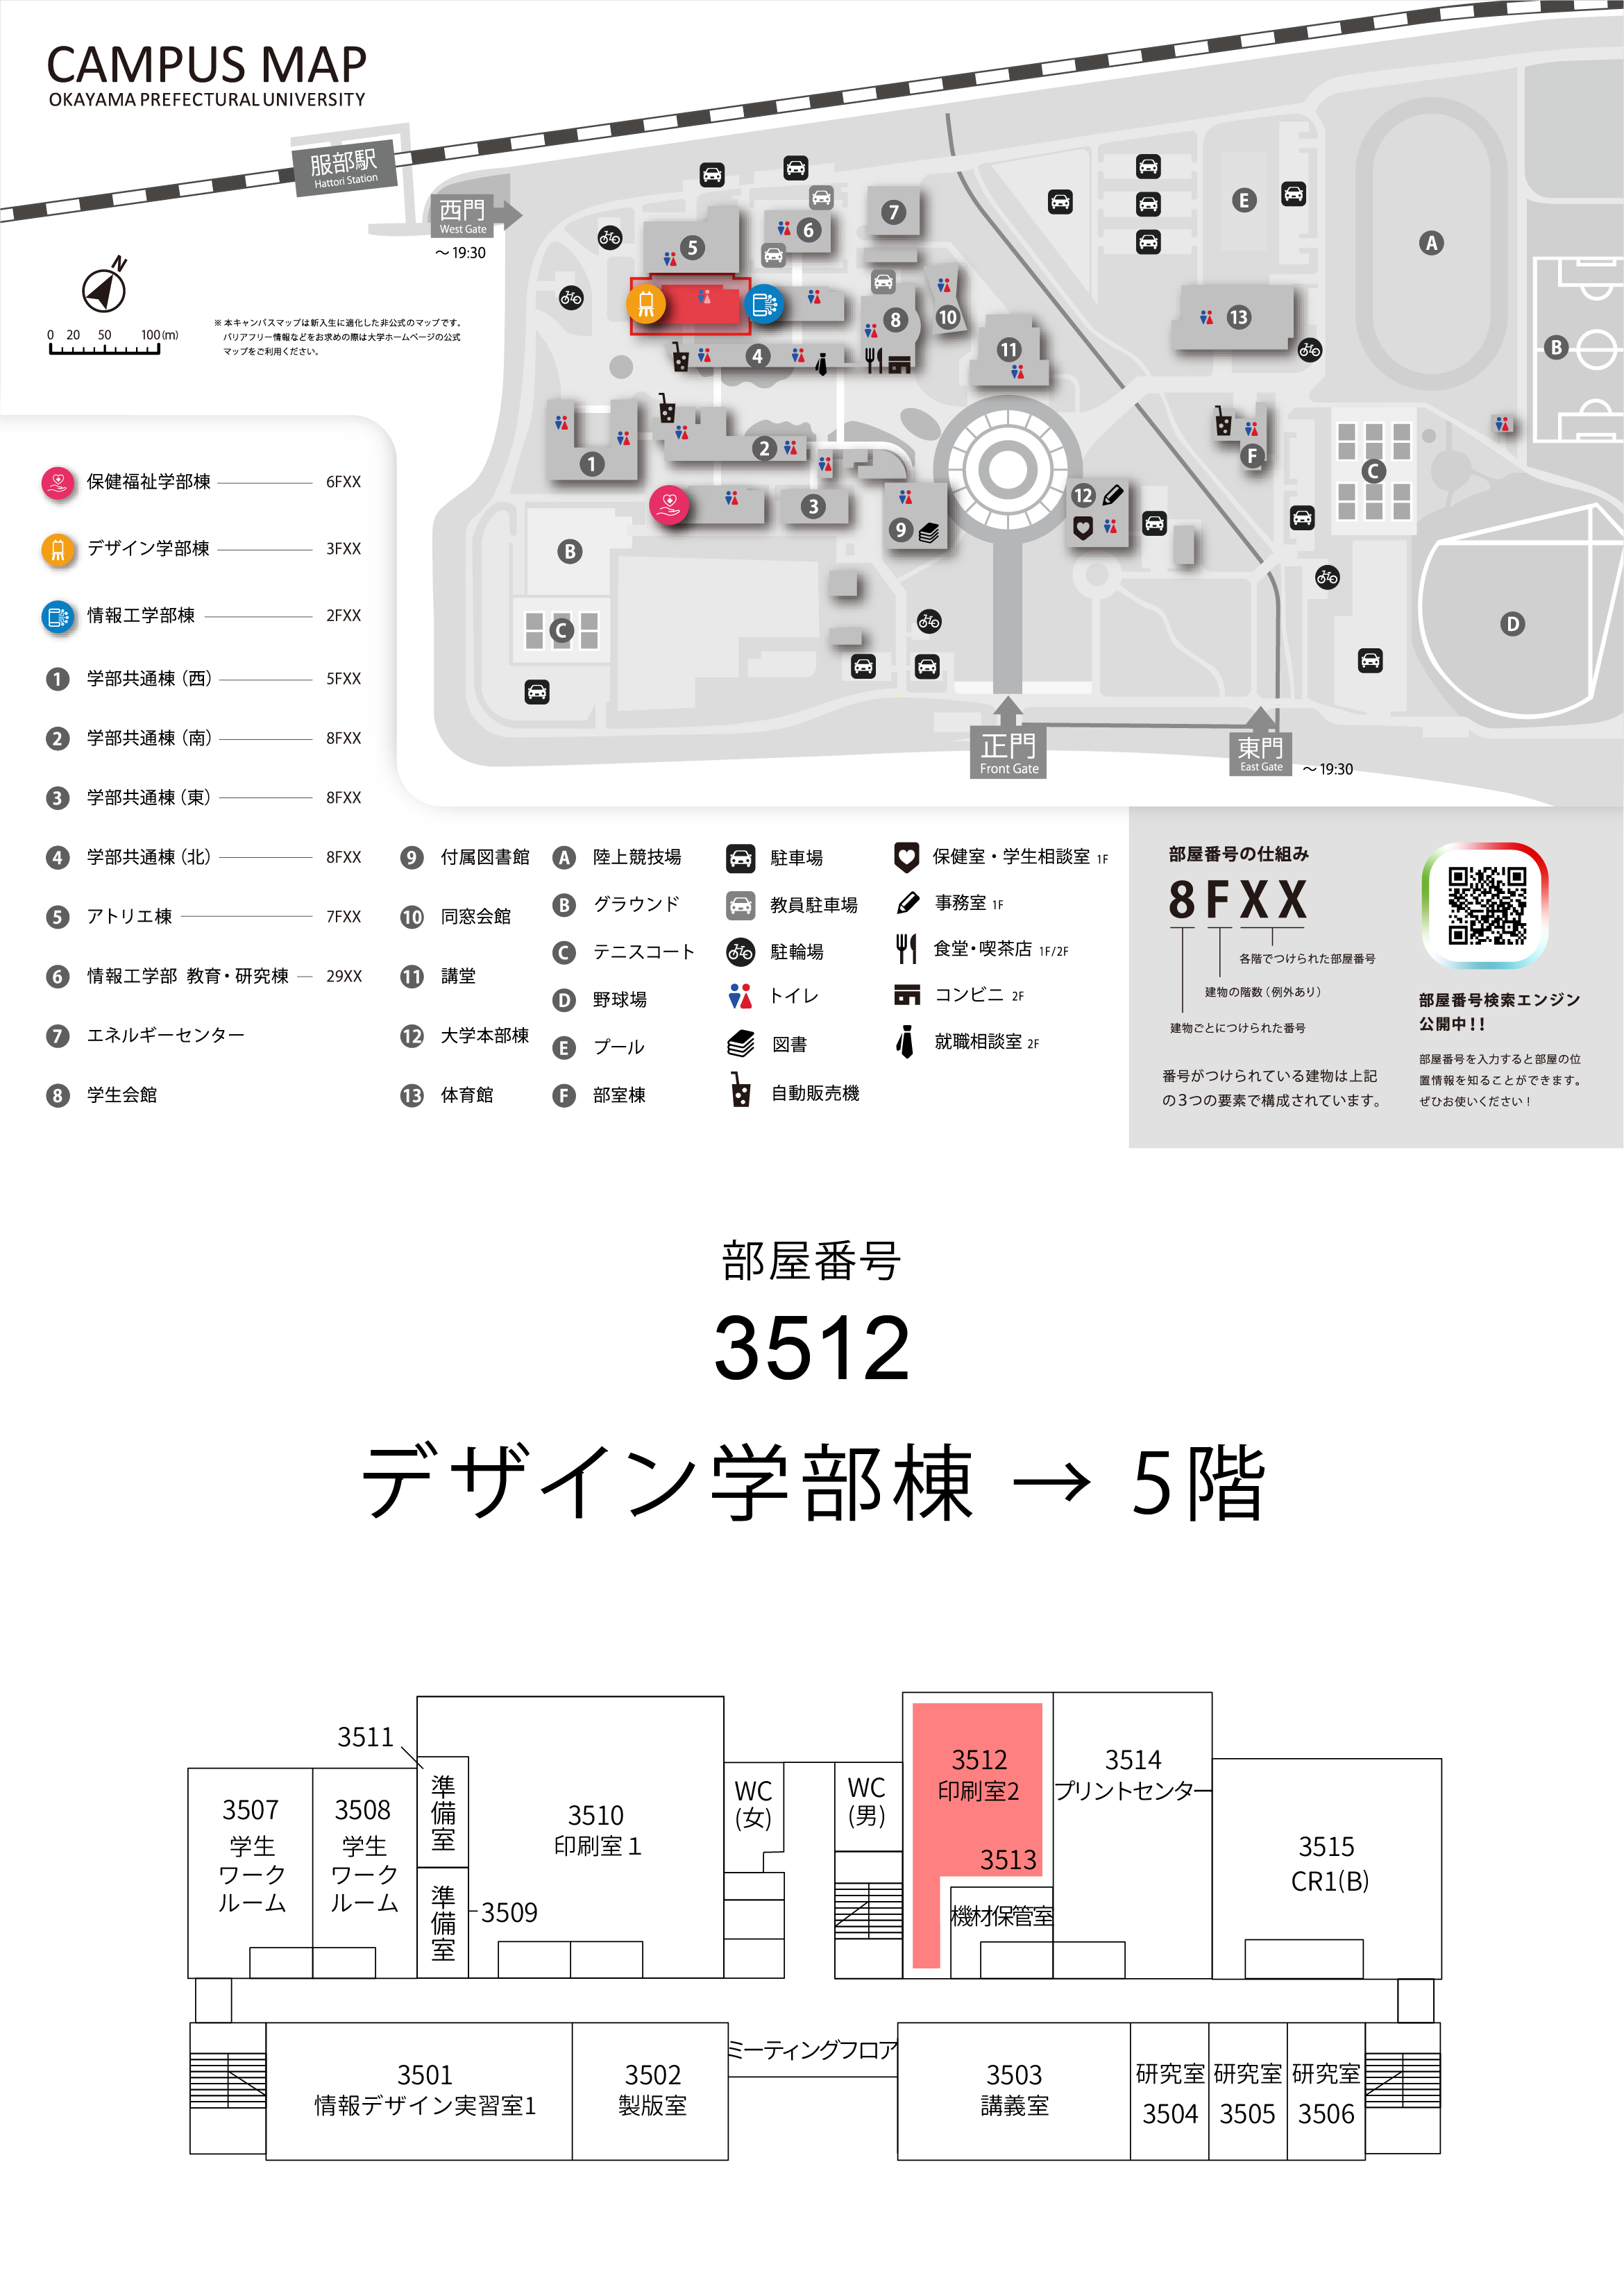 CAMPUS MAP
OKAYAMA PREFECTURAL UNIVERSITY
服部駅
Hattori Station
西門
West Gate
～19:30
N
0 20 50 100(m)
※ 本キャンパスマップは新入生に適化した非公式のマップです。
バリアフリー情報などをお求めの際は大学ホームページの公式
マップをご利用ください。
5
6
7
8
10
11
4
13
E
A
B
1
2
3
9
12
F
C
B
C
D
正門
Front Gate
東門
East Gate
～19:30
保健福祉学部棟 6FXX
デザイン学部棟 3FXX
情報工学部棟 2FXX
1 学部共通棟（西） 5FXX
2 学部共通棟（南） 8FXX
3 学部共通棟（東） 8FXX
4 学部共通棟（北） 8FXX
5 アトリエ棟 7FXX
6 情報工学部 教育・研究棟 29XX
7 エネルギーセンター
8 学生会館
9 付属図書館
10 同窓会館
11 講堂
12 大学本部棟
13 体育館
A 陸上競技場
B グラウンド
C テニスコート
D 野球場
E プール
F 部室棟
駐車場
教員駐車場
駐輪場
トイレ
図書
自動販売機
保健室・学生相談室 1F
事務室 1F
食堂・喫茶店 1F/2F
コンビニ 2F
就職相談室 2F
部屋番号の仕組み
8FXX
各階でつけられた部屋番号
建物の階数（例外あり）
建物ごとにつけられた番号
番号がつけられている建物は上記
の３つの要素で構成されています。
部屋番号検索エンジン
公開中！！
部屋番号を入力すると部屋の位
置情報を知ることができます。
ぜひお使いください！
部屋番号
3512
デザイン学部棟 → 5階
3511
3507
学生
ワーク
ルーム
3508
学生
ワーク
ルーム
準備室
準備室
3509
3510
印刷室１
WC
(女)
WC
(男)
3512
印刷室2
3513
機材保管室
3514
プリントセンター
3515
CR1(B)
3501
情報デザイン実習室1
3502
製版室
ミーティングフロア
3503
講義室
研究室
3504
研究室
3505
研究室
3506